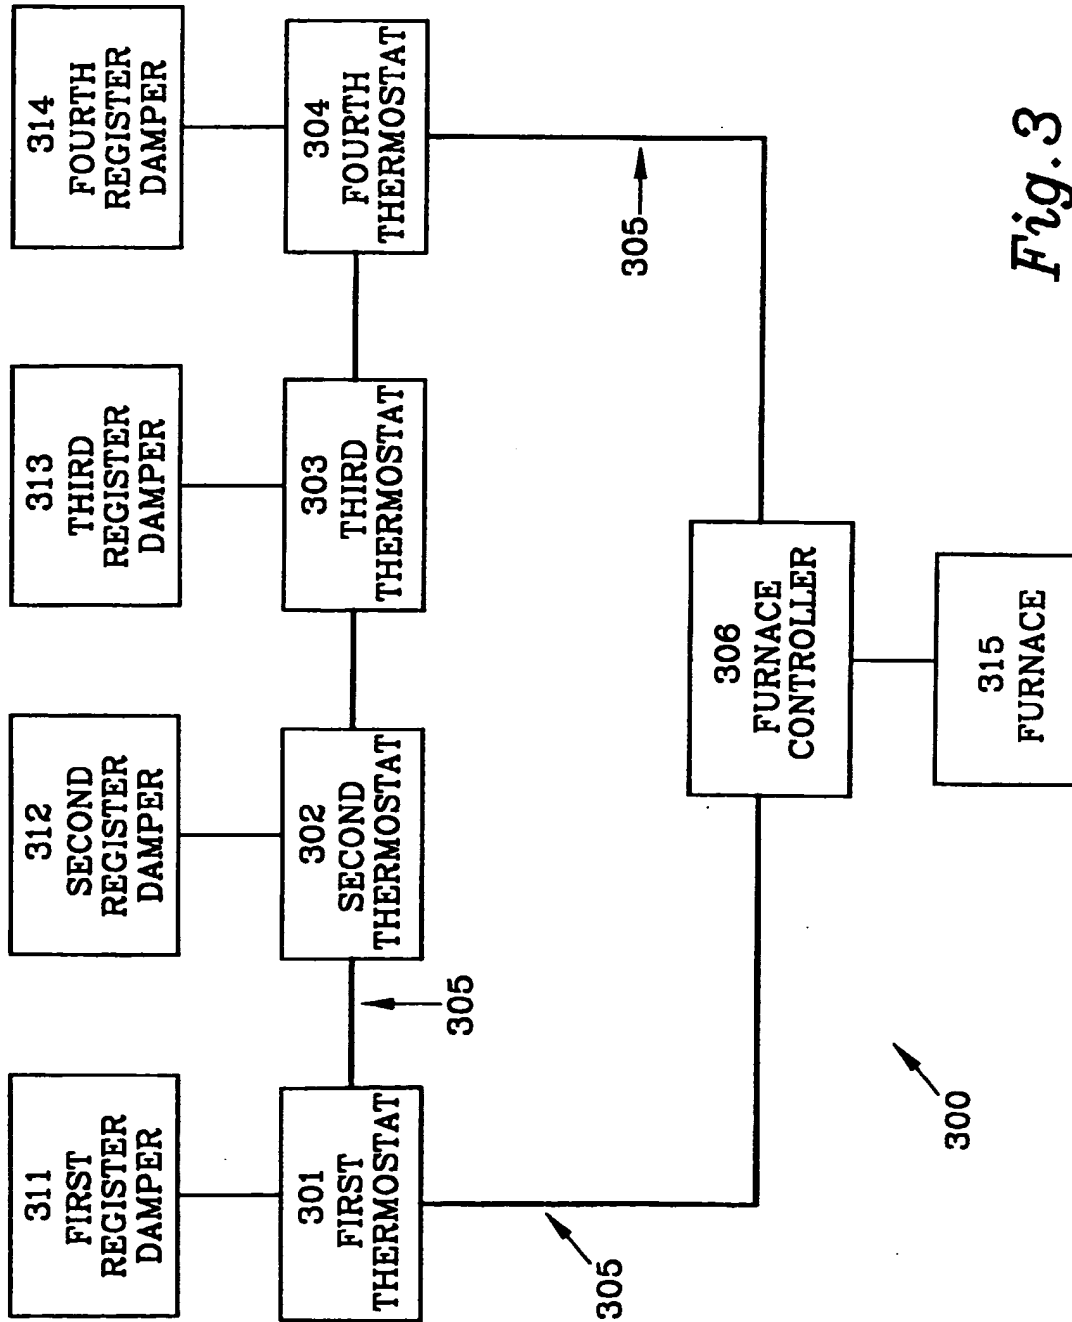 311
FIRST
REGISTER
DAMPER
312
SECOND
REGISTER
DAMPER
313
THIRD
REGISTER
DAMPER
314
FOURTH
REGISTER
DAMPER
301
FIRST
THERMOSTAT
302
SECOND
THERMOSTAT
303
THIRD
THERMOSTAT
304
FOURTH
THERMOSTAT
305
305
305
306
FURNACE
CONTROLLER
315
FURNACE
300
Fig. 3